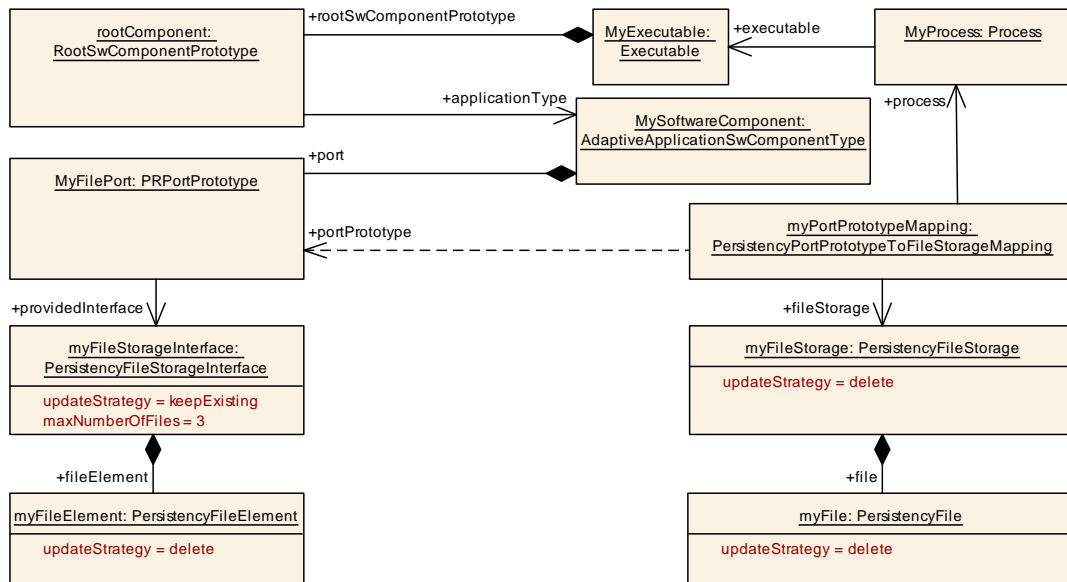 +rootSwComponentPrototype
rootComponent:
RootSwComponentPrototype
MyExecutable:
Executable
+executable
MyProcess: Process
+applicationType
+process
MySoftwareComponent:
AdaptiveApplicationSwComponentType
+port
MyFilePort: PRPortPrototype
+portPrototype
myPortPrototypeMapping:
PersistencyPortPrototypeToFileStorageMapping
+providedInterface
+fileStorage
myFileStorageInterface:
PersistencyFileStorageInterface
updateStrategy = keepExisting
maxNumberOfFiles = 3
myFileStorage: PersistencyFileStorage
updateStrategy = delete
+fileElement
+file
myFileElement: PersistencyFileElement
updateStrategy = delete
myFile: PersistencyFile
updateStrategy = delete